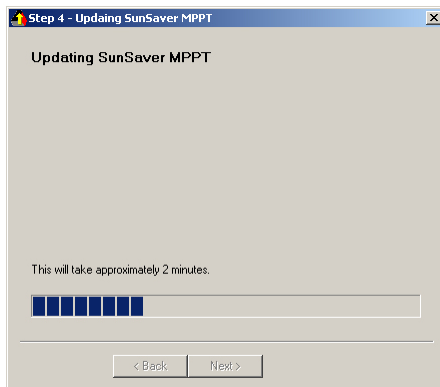 Step 4 - Updaing SunSaver MPPT
Updating SunSaver MPPT
This will take approximately 2 minutes.
< Back Next >